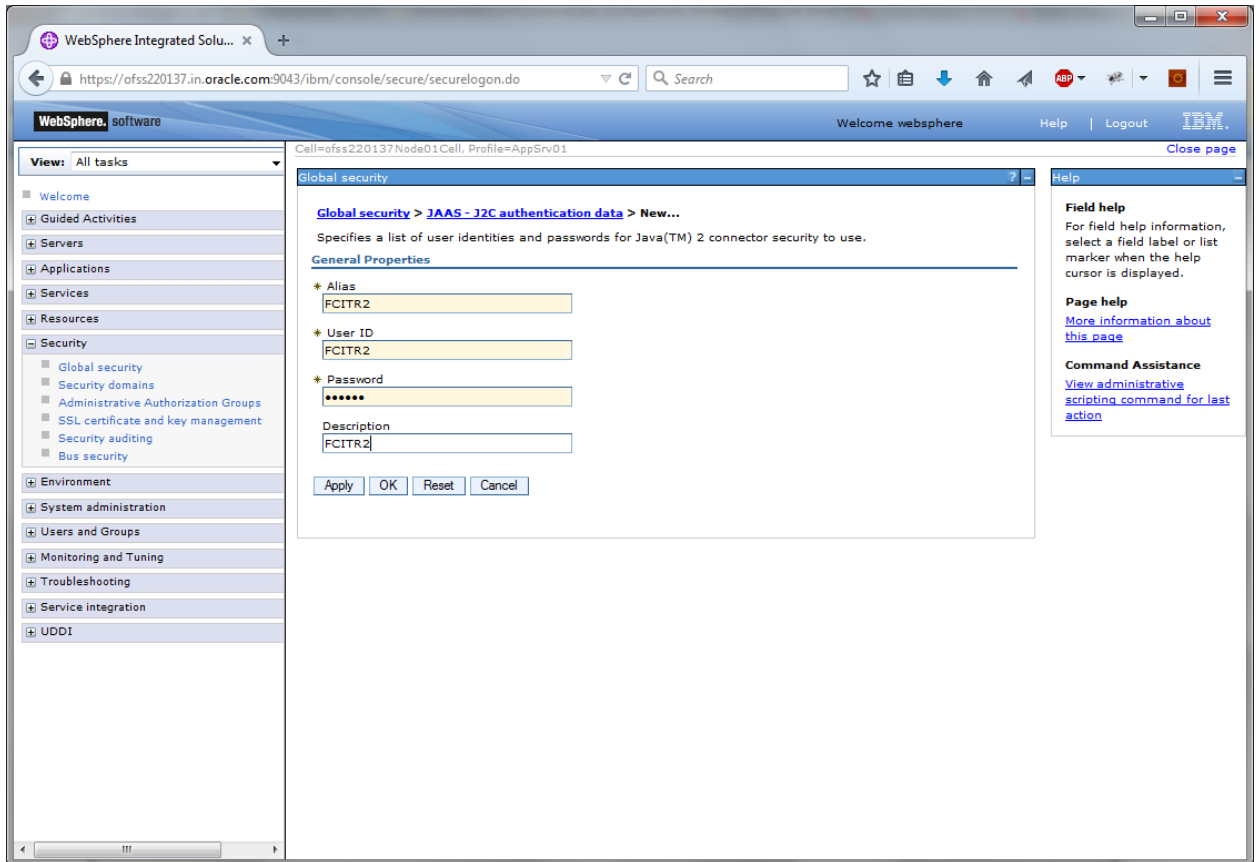 WebSphere Integrated Solu...
https://ofss220137.in.oracle.com:9043/ibm/console/secure/securelogon.do
Search
ABP
WebSphere. software
Welcome websphere
Help | Logout
IBM.
View: All tasks
Cell=ofss220137Node01Cell, Profile=AppSrv01
Close page
Welcome
Guided Activities
Servers
Applications
Services
Resources
Security
Global security
Security domains
Administrative Authorization Groups
SSL certificate and key management
Security auditing
Bus security
Environment
System administration
Users and Groups
Monitoring and Tuning
Troubleshooting
Service integration
UDDI
Global security ? -
Global security > JAAS - J2C authentication data > New...
Specifies a list of user identities and passwords for Java(TM) 2 connector security to use.
General Properties
* Alias
FCITR2
* User ID
FCITR2
* Password
••••••
Description
FCITR2
Apply OK Reset Cancel
Help -
Field help
For field help information,
select a field label or list
marker when the help
cursor is displayed.
Page help
More information about
this page
Command Assistance
View administrative
scripting command for last
action